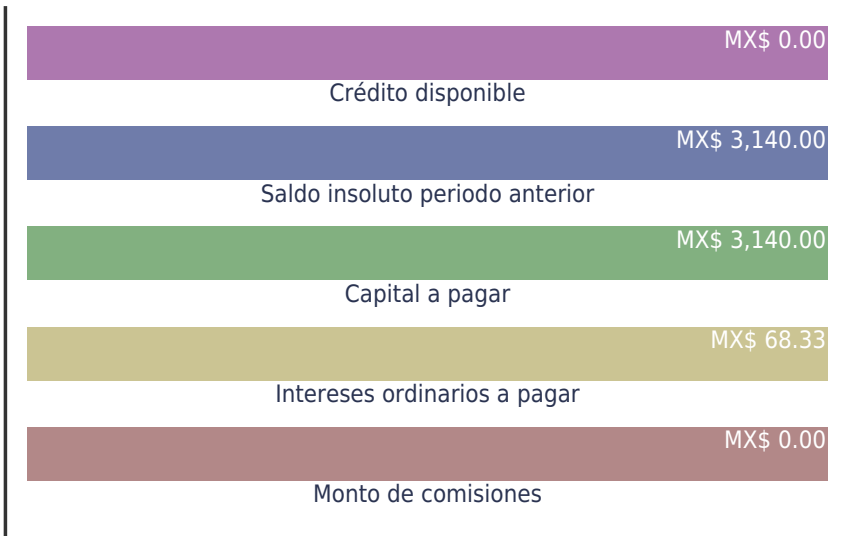 MX$ 0.00
Crédito disponible
MX$ 3,140.00
Saldo insoluto periodo anterior
MX$ 3,140.00
Capital a pagar
MX$ 68.33
Intereses ordinarios a pagar
MX$ 0.00
Monto de comisiones